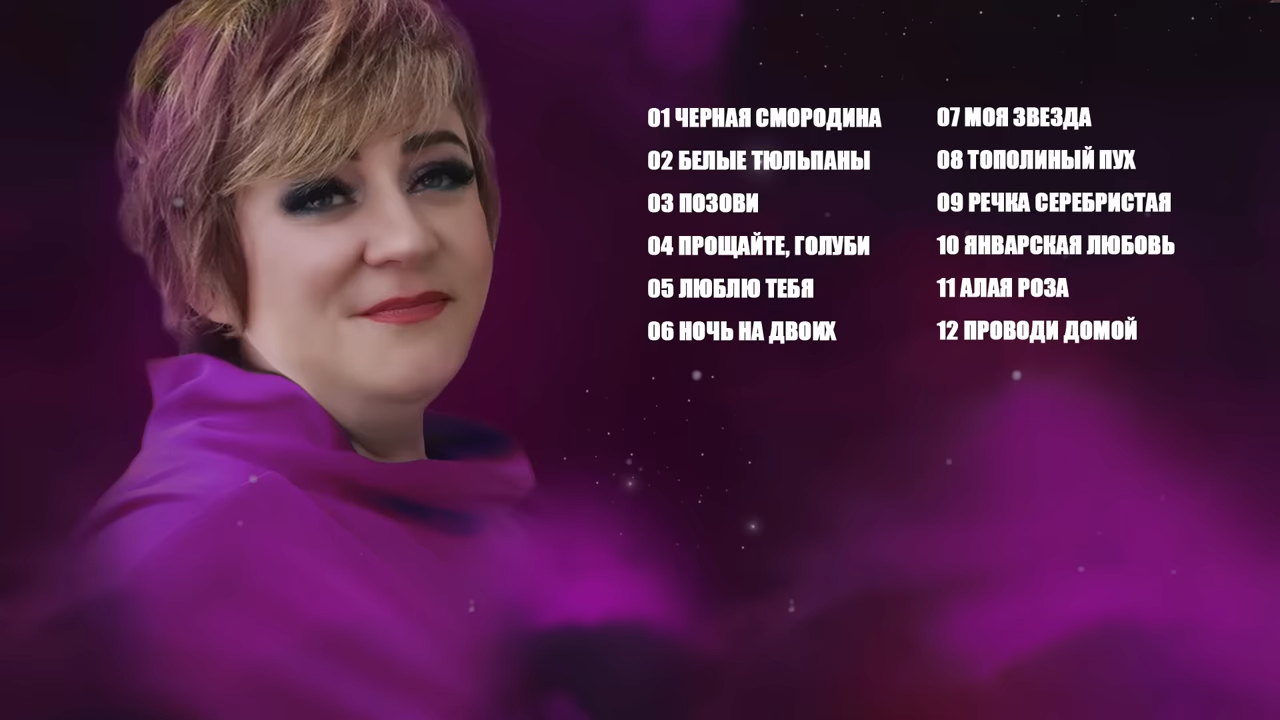 01 ЧЕРНАЯ СМОРОДИНА
02 БЕЛЫЕ ТЮЛЬПАНЫ
03 ПОЗОВИ
04 ПРОЩАЙТЕ, ГОЛУБИ
05 ЛЮБЛЮ ТЕБЯ
06 НОЧЬ НА ДВОИХ
07 МОЯ ЗВЕЗДА
08 ТОПОЛИНЫЙ ПУХ
09 РЕЧКА СЕРЕБРИСТАЯ
10 ЯНВАРСКАЯ ЛЮБОВЬ
11 АЛАЯ РОЗА
12 ПРОВОДИ ДОМОЙ